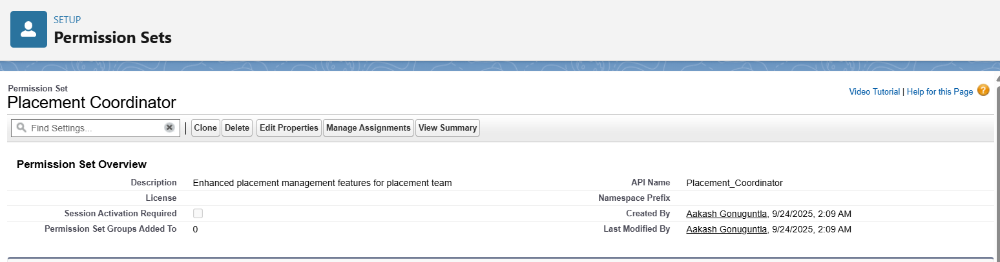 SETUP
Permission Sets
Permission Set
Placement Coordinator
Video Tutorial | Help for this Page ?
Find Settings... Clone Delete Edit Properties Manage Assignments View Summary
Permission Set Overview
Description Enhanced placement management features for placement team API Name Placement_Coordinator
License Namespace Prefix
Session Activation Required Created By Aakash Gonuguntla, 9/24/2025, 2:09 AM
Permission Set Groups Added To 0 Last Modified By Aakash Gonuguntla, 9/24/2025, 2:09 AM